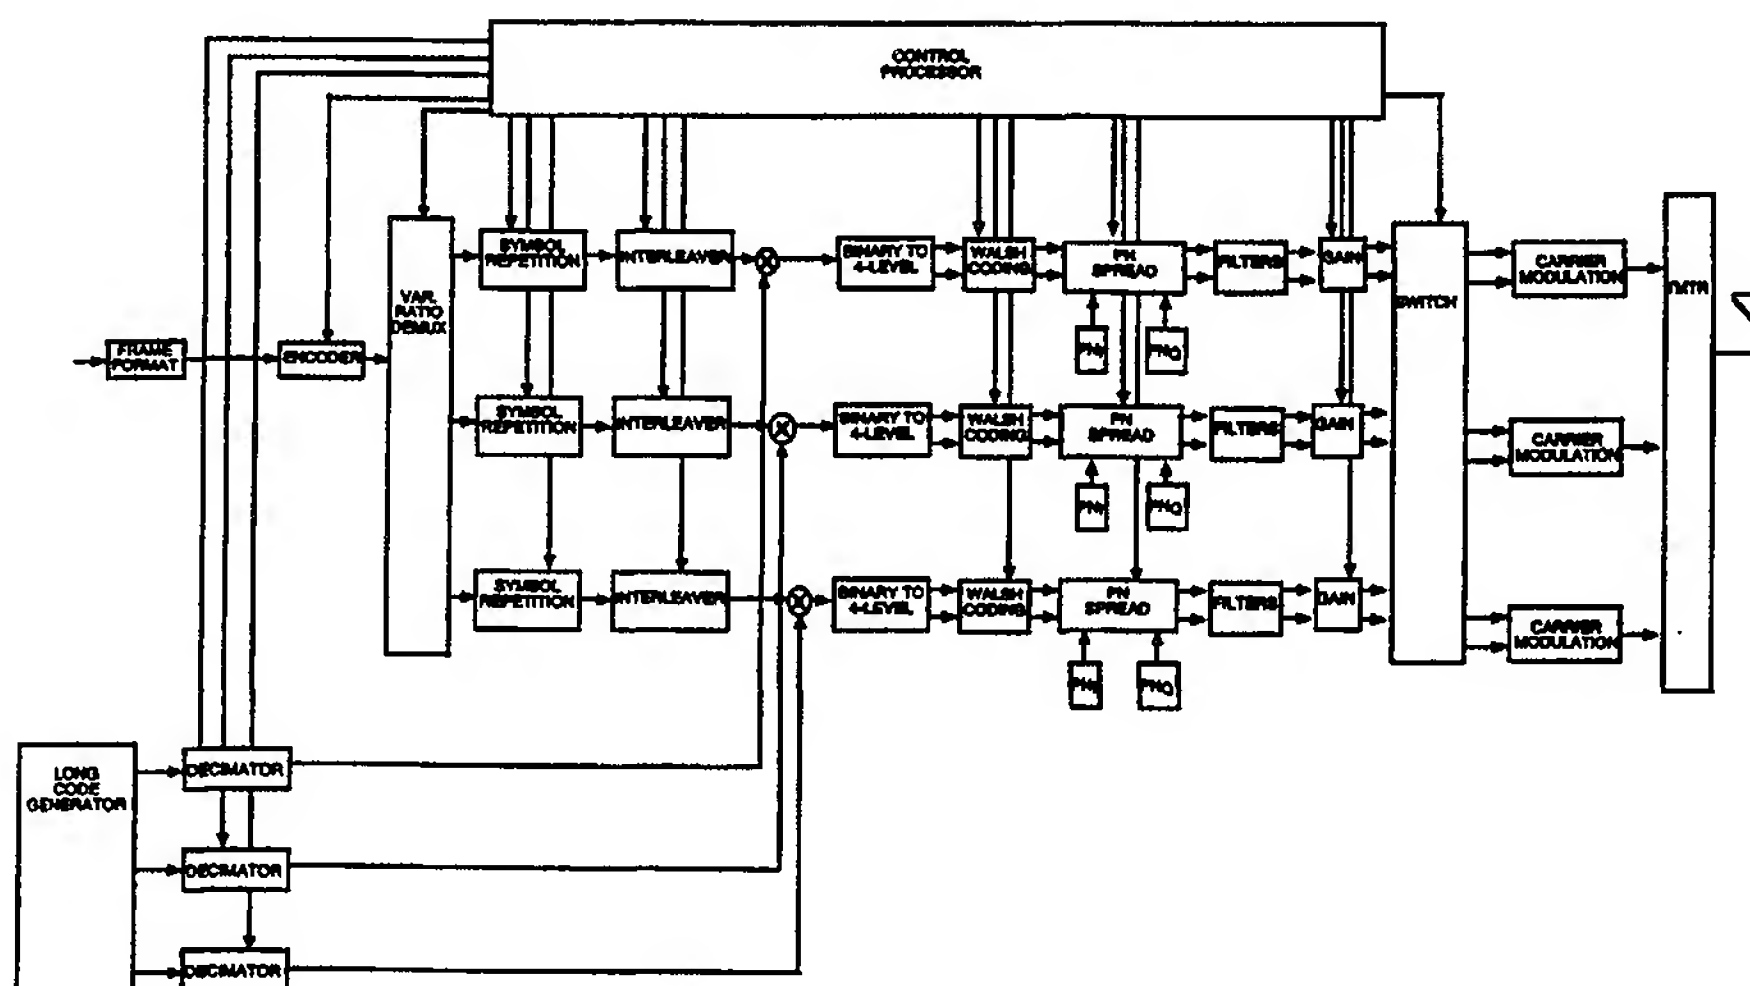 CONTROL
PROCESSOR
SYMBOL
REPETITION
INTERLEAVER
BINARY TO
4-LEVEL
WALSH
CODING
PN
SPREAD
FILTERS
GAIN
CARRIER
MODULATION
VAR.
RATIO
DEMUX
SWITCH
PNI
PNQ
FRAME
FORMAT
ENCODER
SYMBOL
REPETITION
INTERLEAVER
BINARY TO
4-LEVEL
WALSH
CODING
PN
SPREAD
FILTERS
GAIN
CARRIER
MODULATION
PNI
PNQ
SYMBOL
REPETITION
INTERLEAVER
BINARY TO
4-LEVEL
WALSH
CODING
PN
SPREAD
FILTERS
GAIN
CARRIER
MODULATION
PNI
PNQ
LONG
CODE
GENERATOR
DECIMATOR
DECIMATOR
DECIMATOR